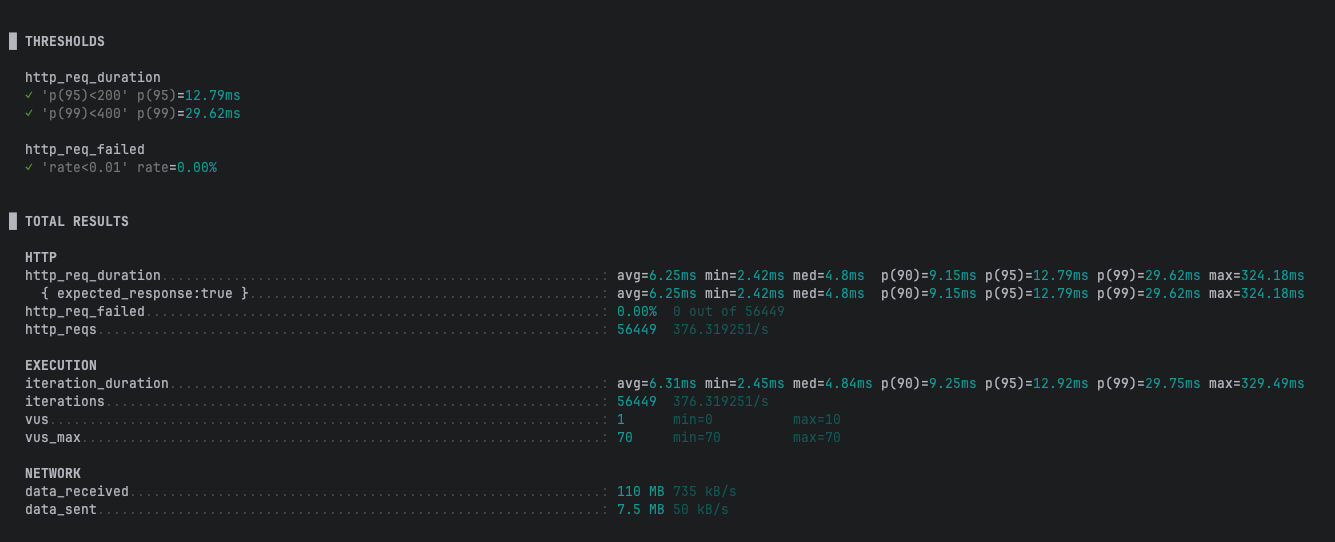 THRESHOLDS
http_req_duration
✓ 'p(95)<200' p(95)=12.79ms
✓ 'p(99)<400' p(99)=29.62ms
http_req_failed
✓ 'rate<0.01' rate=0.00%
TOTAL RESULTS
HTTP
http_req_duration.......................................................: avg=6.25ms min=2.42ms med=4.8ms  p(90)=9.15ms p(95)=12.79ms p(99)=29.62ms max=324.18ms
{ expected_response:true }............................................: avg=6.25ms min=2.42ms med=4.8ms  p(90)=9.15ms p(95)=12.79ms p(99)=29.62ms max=324.18ms
http_req_failed.........................................................: 0.00%  0 out of 56449
http_reqs...............................................................: 56449  376.319251/s
EXECUTION
iteration_duration......................................................: avg=6.31ms min=2.45ms med=4.84ms p(90)=9.25ms p(95)=12.92ms p(99)=29.75ms max=329.49ms
iterations..............................................................: 56449  376.319251/s
vus.....................................................................: 1      min=0          max=10
vus_max.................................................................: 70     min=70         max=70
NETWORK
data_received...........................................................: 110 MB 735 kB/s
data_sent...............................................................: 7.5 MB 50 kB/s